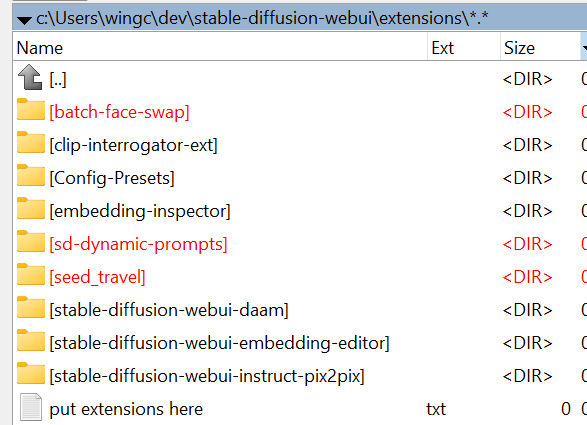 c:\Users\wingc\dev\stable-diffusion-webui\extensions\*.*
Name Ext Size
[..] <DIR> 0
[batch-face-swap] <DIR> 0
[clip-interrogator-ext] <DIR> 0
[Config-Presets] <DIR> 0
[embedding-inspector] <DIR> 0
[sd-dynamic-prompts] <DIR> 0
[seed_travel] <DIR> 0
[stable-diffusion-webui-daam] <DIR> 0
[stable-diffusion-webui-embedding-editor] <DIR> 0
[stable-diffusion-webui-instruct-pix2pix] <DIR> 0
put extensions here txt 0 0